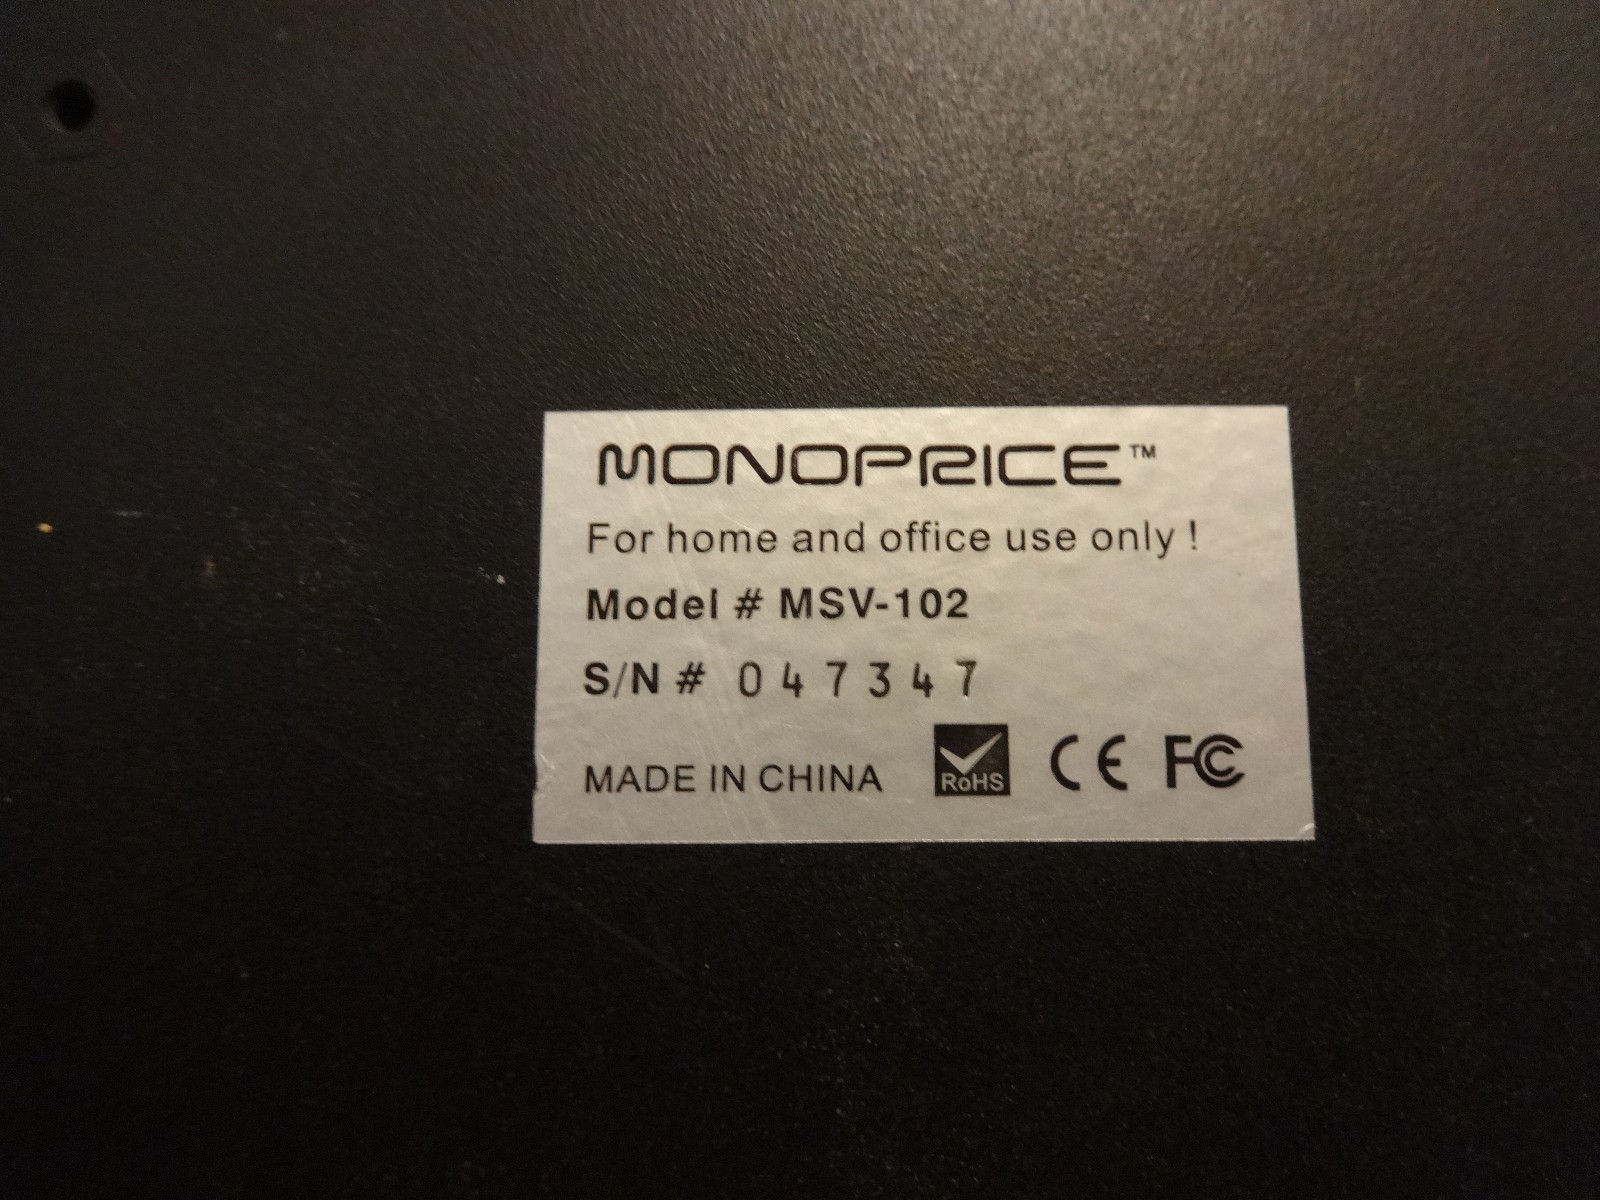 MONOPRICE™
For home and office use only !
Model # MSV-102
S/N # 047347
MADE IN CHINA RoHS CE FC